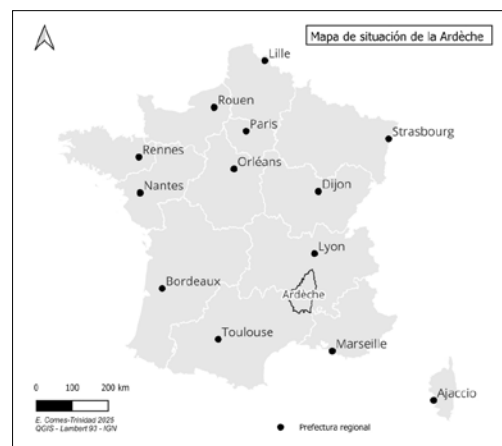 Mapa de situación de la Ardèche
Lille
Rouen
Paris
Strasbourg
Rennes
Orléans
Nantes
Dijon
Lyon
Ardèche
Bordeaux
Toulouse
Marseille
Ajaccio
0 100 200 km
E. Comes-Trinidad 2025
QGIS - Lambert 93 - IGN
Prefectura regional